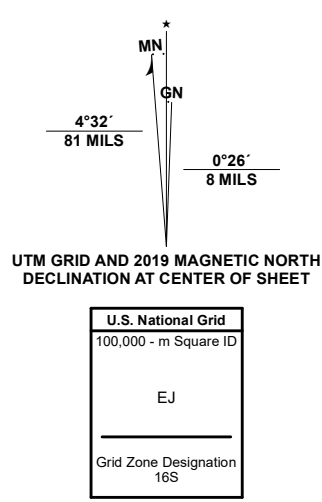 MN
GN
4°32´
81 MILS
0°26´
8 MILS
UTM GRID AND 2019 MAGNETIC NORTH
DECLINATION AT CENTER OF SHEET
U.S. National Grid
100,000 - m Square ID
EJ
Grid Zone Designation
16S